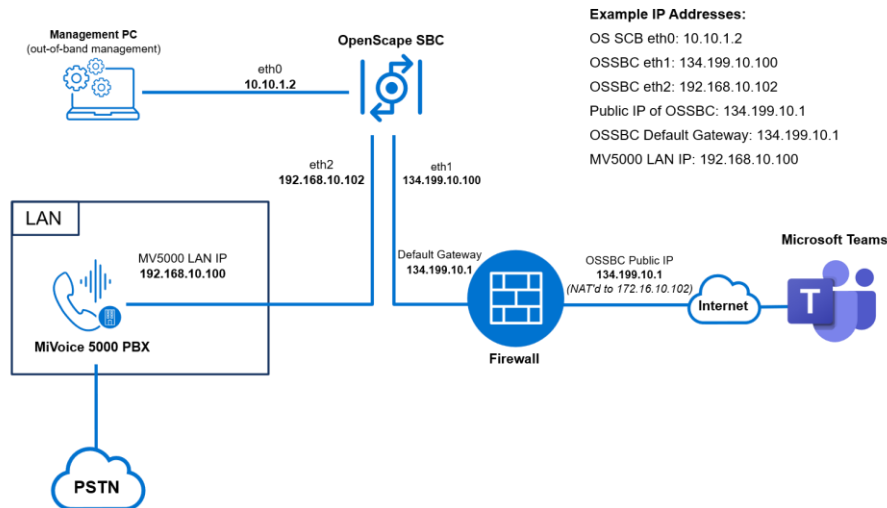 Management PC
(out-of-band management)
eth0
10.10.1.2
OpenScape SBC
Example IP Addresses:
OS SCB eth0: 10.10.1.2
OSSBC eth1: 134.199.10.100
OSSBC eth2: 192.168.10.102
Public IP of OSSBC: 134.199.10.1
OSSBC Default Gateway: 134.199.10.1
MV5000 LAN IP: 192.168.10.100
eth2
192.168.10.102
eth1
134.199.10.100
LAN
MV5000 LAN IP
192.168.10.100
MiVoice 5000 PBX
Default Gateway
134.199.10.1
Firewall
OSSBC Public IP
134.199.10.1
(NAT'd to 172.16.10.102)
Internet
Microsoft Teams
T
PSTN